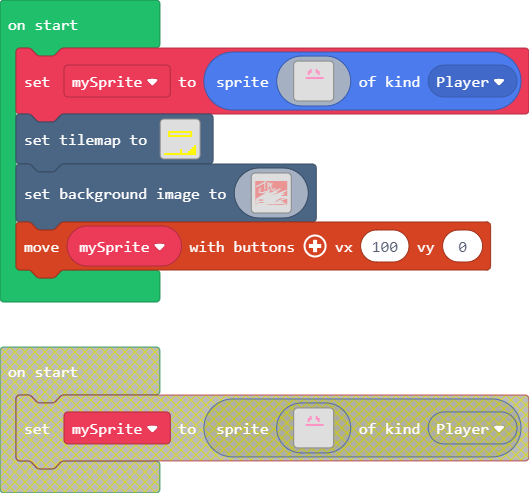 on start
set mySprite to sprite of kind Player
set tilemap to
set background image to
move mySprite with buttons vx 100 vy 0
on start
set mySprite to sprite of kind Player